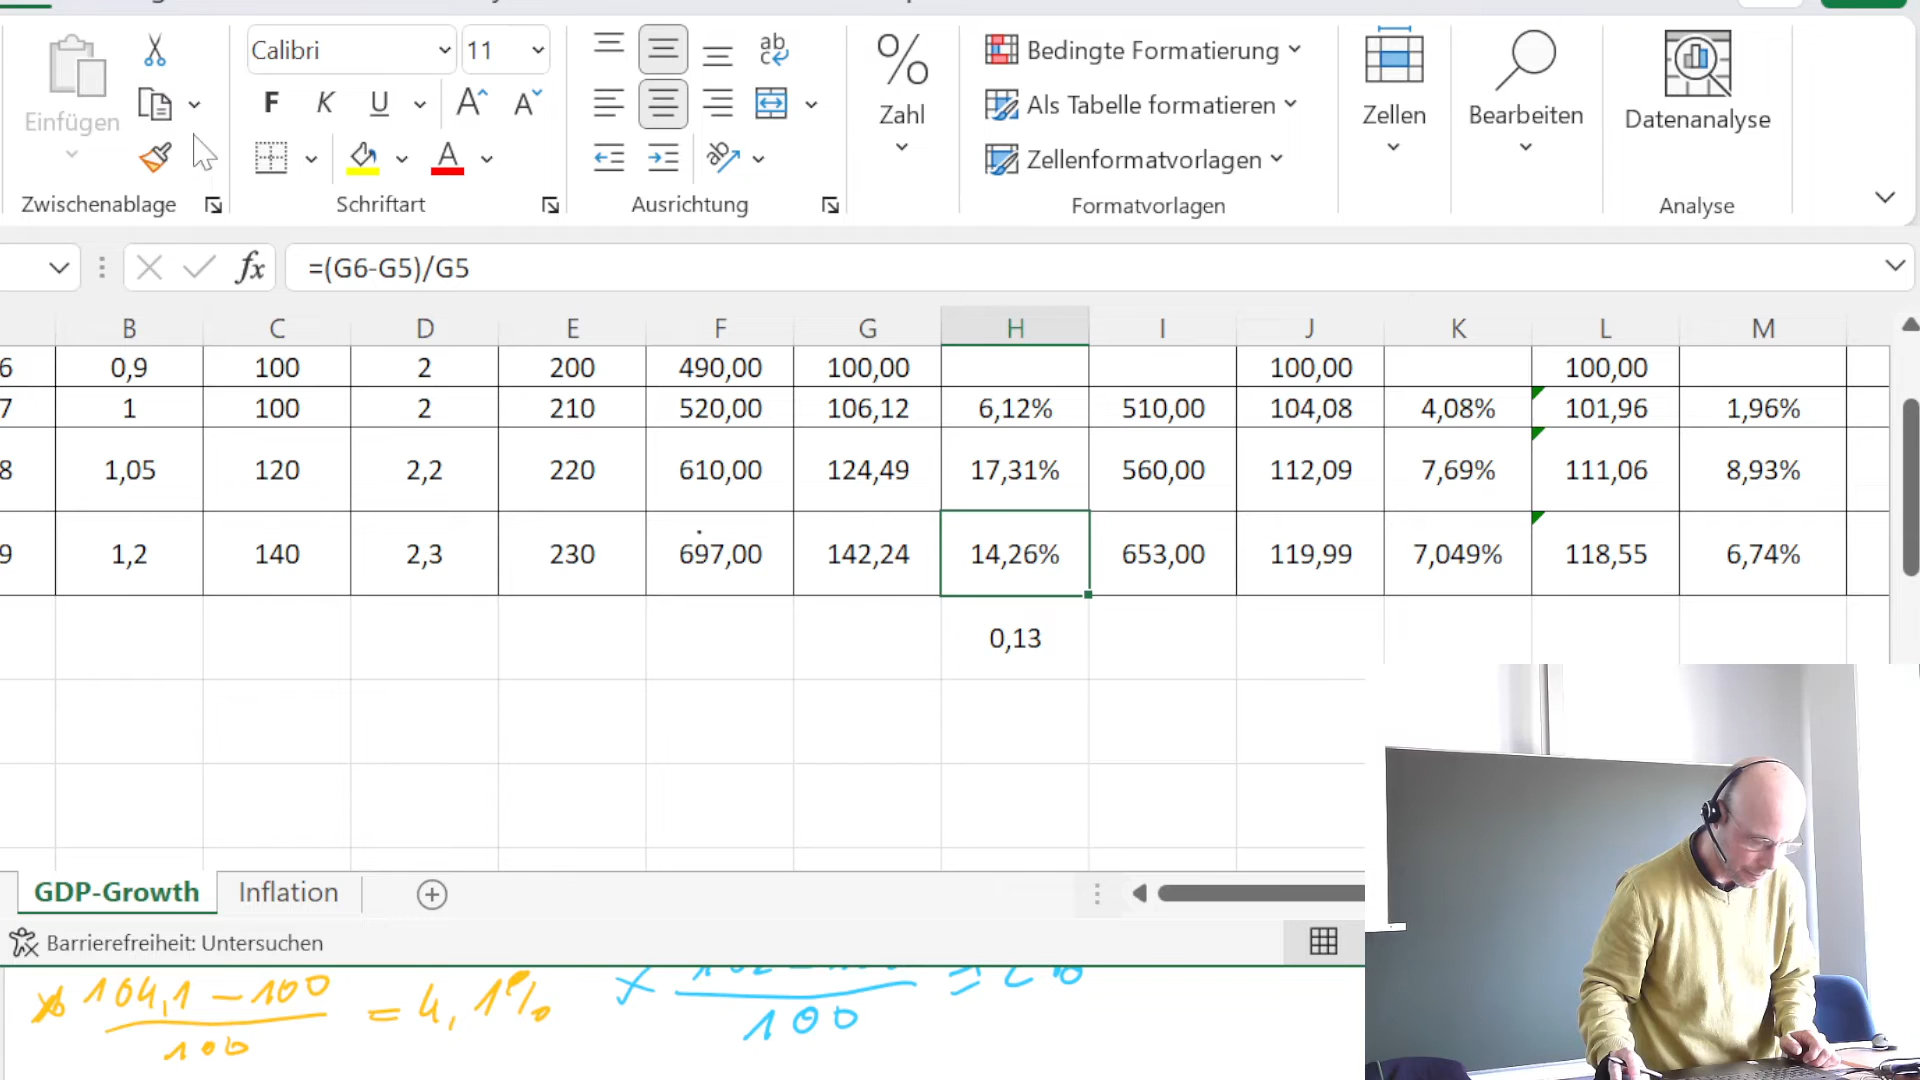 Calibri
11
ab
c
%
Bedingte Formatierung
Einfügen
F K U A A
Zahl
Als Tabelle formatieren
Zellen
Bearbeiten
Datenanalyse
A
ab
Zellenformatvorlagen
Zwischenablage
Schriftart
Ausrichtung
Formatvorlagen
Analyse
fx =(G6-G5)/G5
B C D E F G H I J K L M
6 0,9 100 2 200 490,00 100,00 100,00 100,00
7 1 100 2 210 520,00 106,12 6,12% 510,00 104,08 4,08% 101,96 1,96%
8 1,05 120 2,2 220 610,00 124,49 17,31% 560,00 112,09 7,69% 111,06 8,93%
9 1,2 140 2,3 230 697,00 142,24 14,26% 653,00 119,99 7,049% 118,55 6,74%
0,13
GDP-Growth Inflation
Barrierefreiheit: Untersuchen
104,1 - 100 = 4,1%
100
100